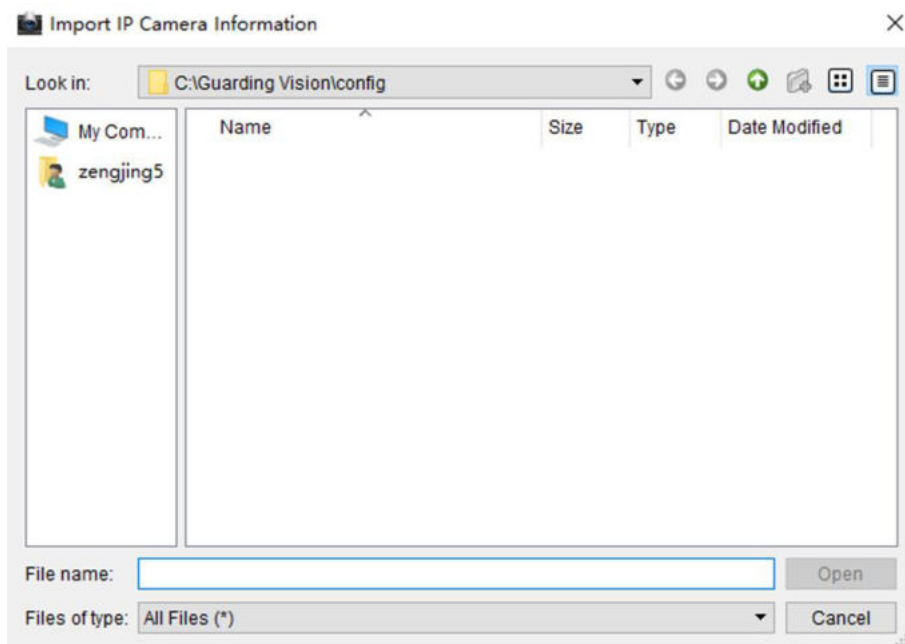 Import IP Camera Information
Look in: C:\Guarding Vision\config
My Com...
zengjing5
Name Size Type Date Modified
File name: Open
Files of type: All Files (*) Cancel